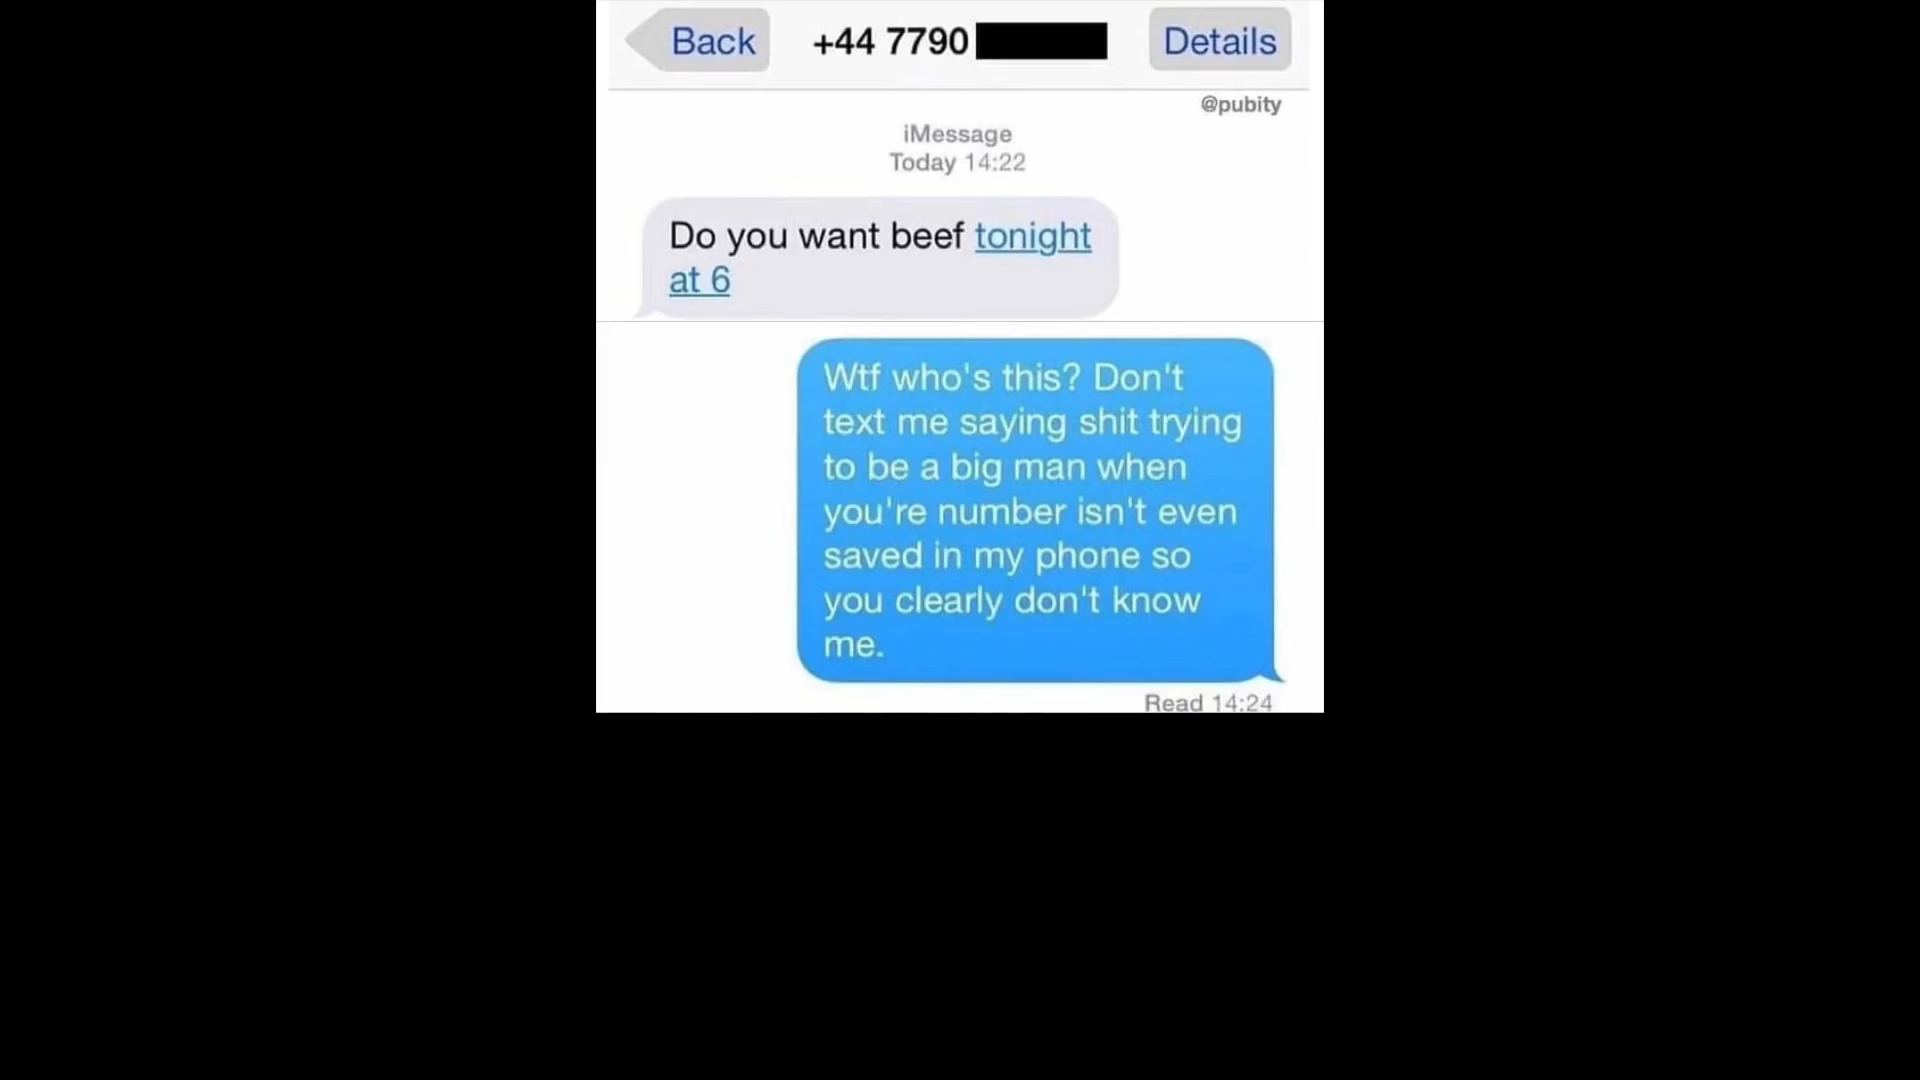 Back
+44 7790
Details
@pubity
iMessage
Today 14:22
Do you want beef tonight
at 6
Wtf who's this? Don't
text me saying shit trying
to be a big man when
you're number isn't even
saved in my phone so
you clearly don't know
me.
Read 14:24